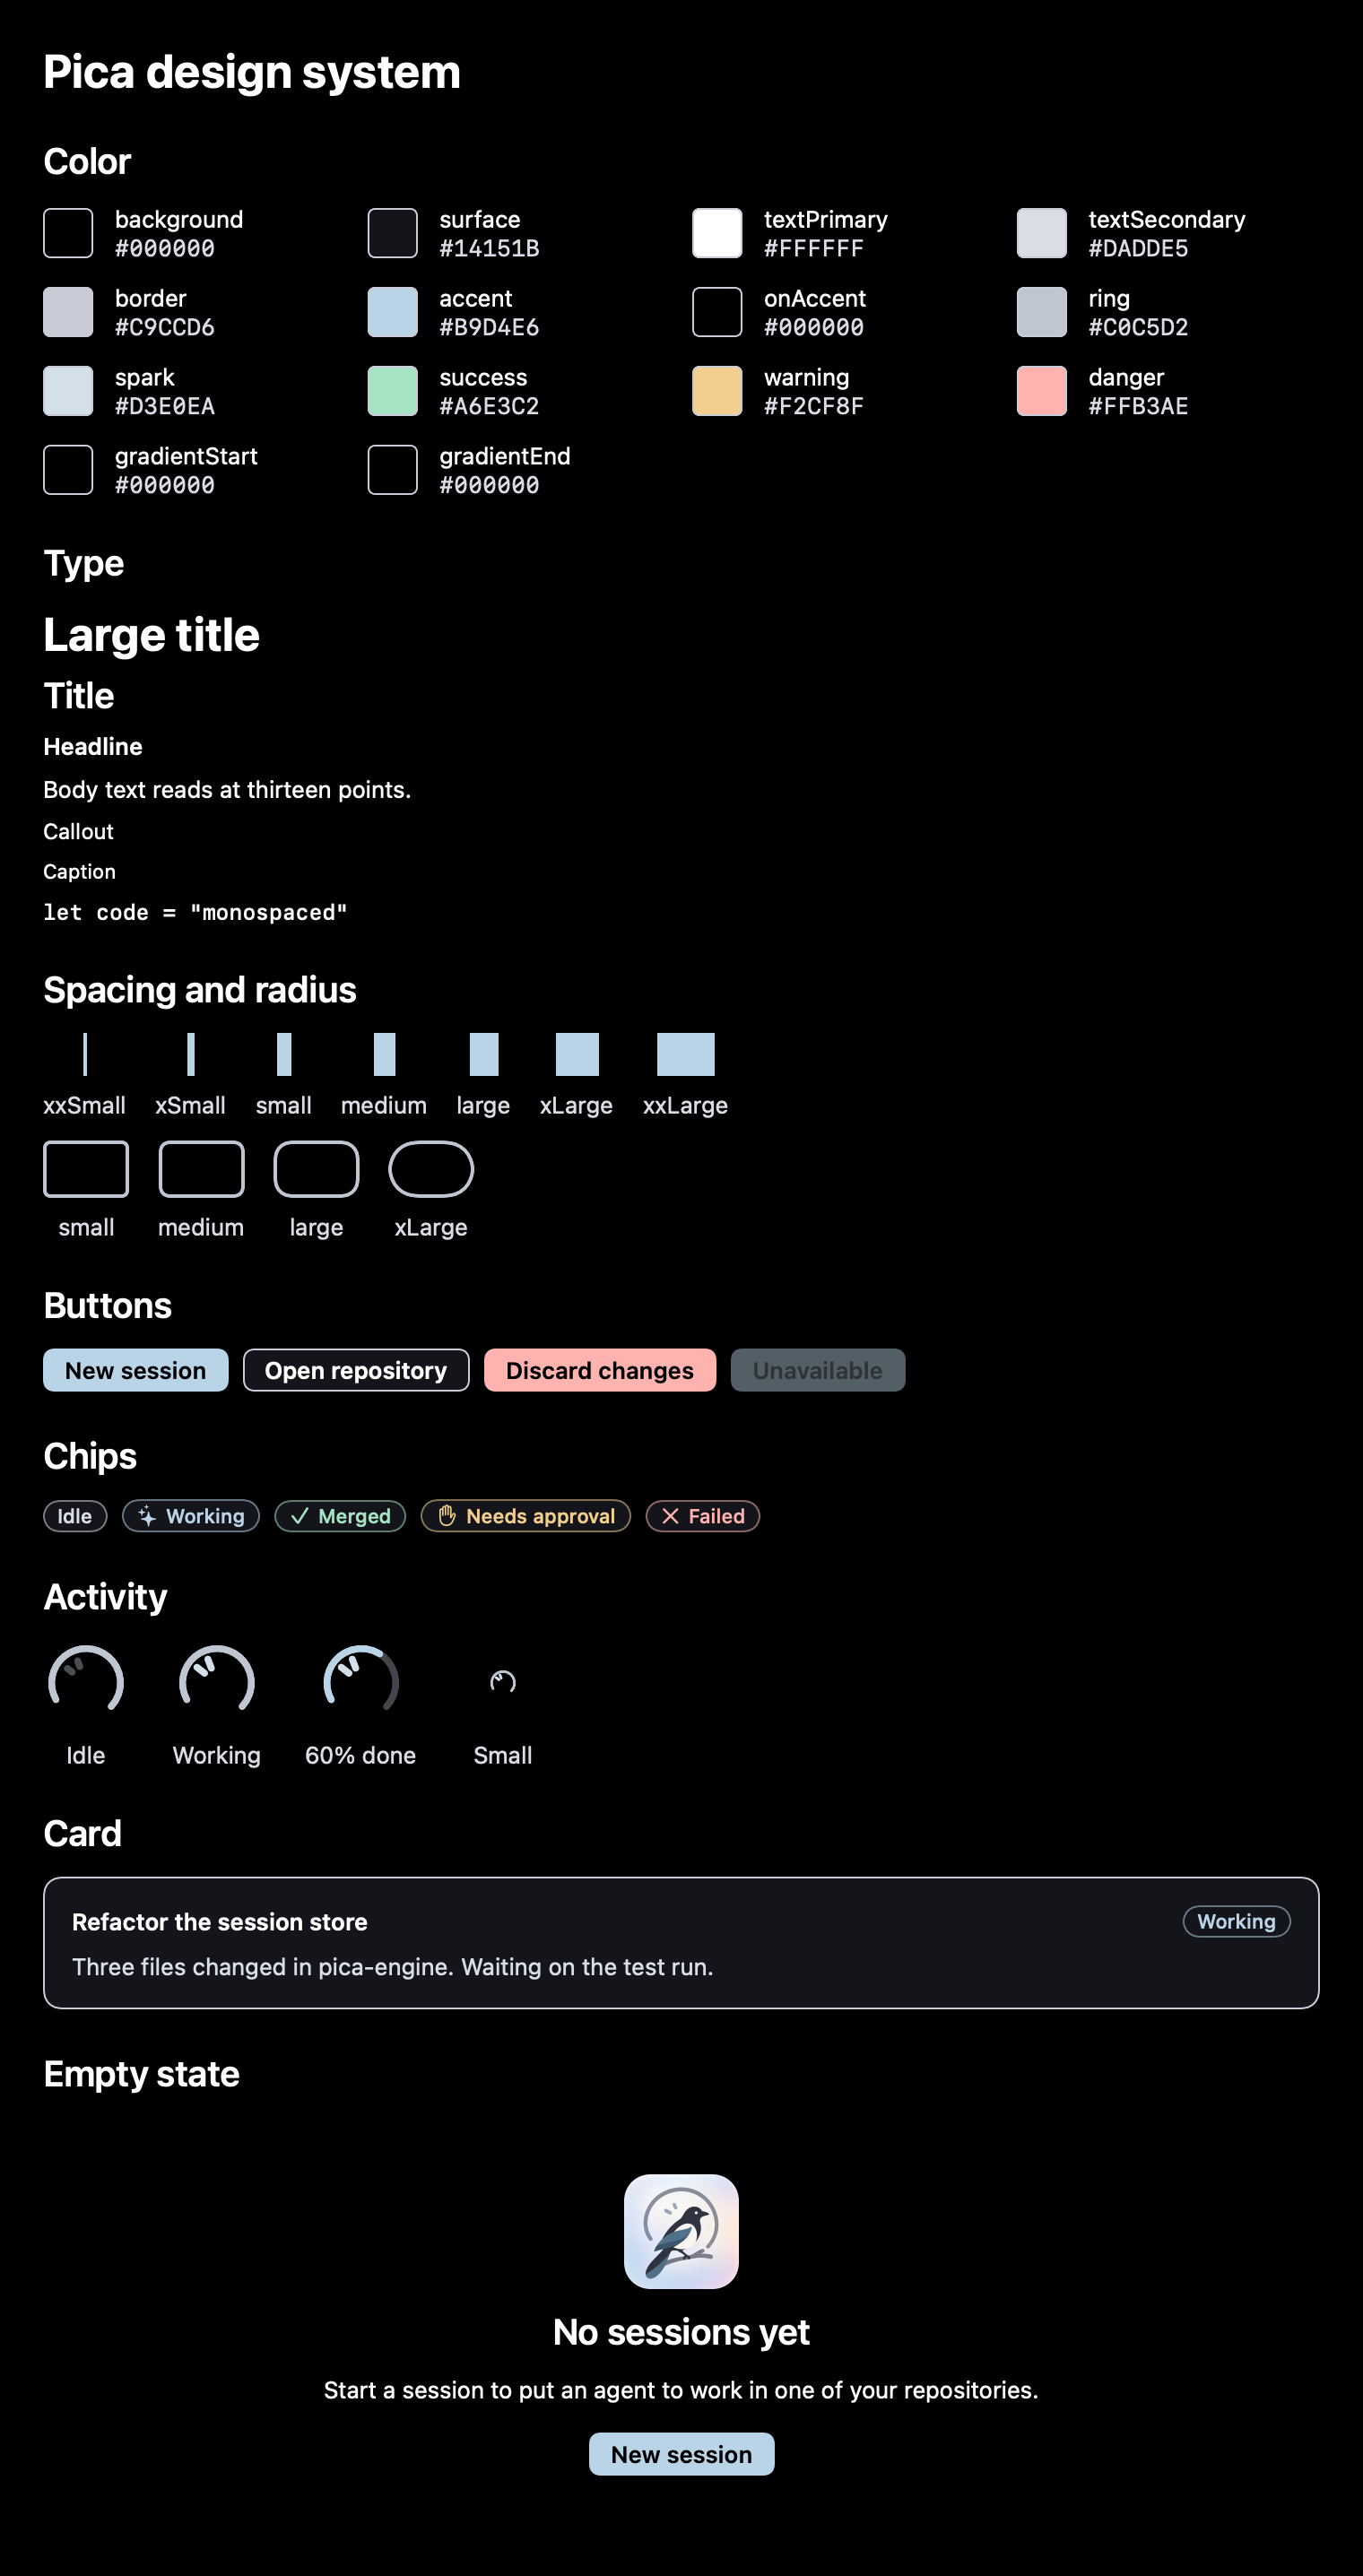 Pica design system
Color
background
#000000
surface
#14151B
textPrimary
#FFFFFF
textSecondary
#DADDE5
border
#C9CCD6
accent
#B9D4E6
onAccent
#000000
ring
#C0C5D2
spark
#D3E0EA
success
#A6E3C2
warning
#F2CF8F
danger
#FFB3AE
gradientStart
#000000
gradientEnd
#000000
Type
Large title
Title
Headline
Body text reads at thirteen points.
Callout
Caption
let code = "monospaced"
Spacing and radius
xxSmall xSmall small medium large xLarge xxLarge
small medium large xLarge
Buttons
New session Open repository Discard changes Unavailable
Chips
Idle Working Merged Needs approval Failed
Activity
Idle Working 60% done Small
Card
Refactor the session store Working
Three files changed in pica-engine. Waiting on the test run.
Empty state
No sessions yet
Start a session to put an agent to work in one of your repositories.
New session